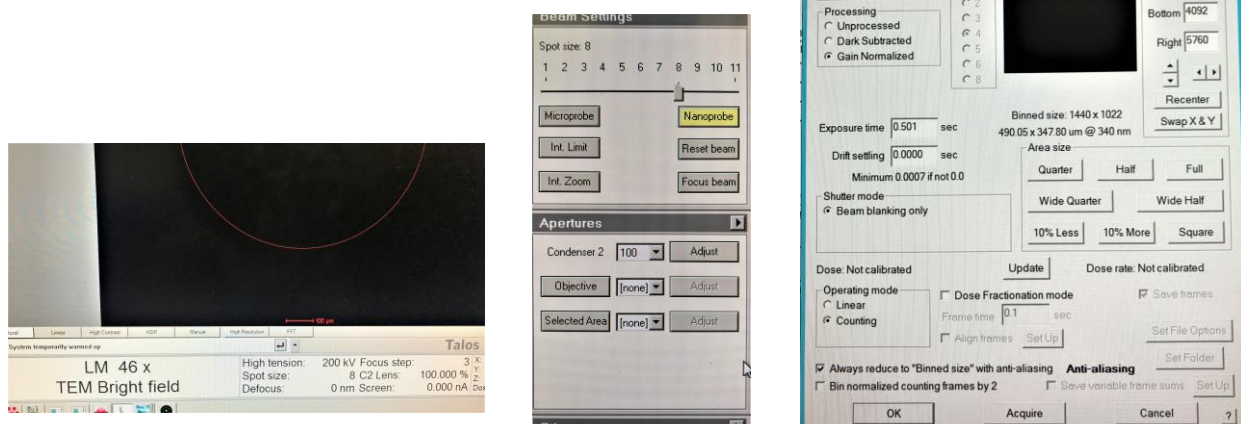 100 µm
Linear High Contrast HDR Manual High Resolution FFT
System temporarily warmed up
Talos
LM 46 x
TEM Bright field
High tension: 200 kV Focus step: 3 X:
Spot size: 8 C2 Lens: 100.000 % Y:
Z:
Defocus: 0 nm Screen: 0.000 nA
Beam Settings
Spot size: 8
1 2 3 4 5 6 7 8 9 10 11
Microprobe Nanoprobe
Int. Limit Reset beam
Int. Zoom Focus beam
Apertures
Condenser 2 100 Adjust
Objective [none] Adjust
Selected Area [none] Adjust
Processing
Unprocessed
Dark Subtracted
Gain Normalized
2
3
4
5
6
8
Bottom 4092
Right 5760
Recenter
Swap X & Y
Binned size: 1440 x 1022
490.05 x 347.80 um @ 340 nm
Exposure time 0.501 sec
Drift settling 0.0000 sec
Minimum 0.0007 if not 0.0
Shutter mode
Beam blanking only
Area size
Quarter Half Full
Wide Quarter Wide Half
10% Less 10% More Square
Dose: Not calibrated Update Dose rate: Not calibrated
Operating mode
Linear
Counting
Dose Fractionation mode Save frames
Frame time 0.1 sec
Align frames Set Up Set File Options
Set Folder
Always reduce to "Binned size" with anti-aliasing Anti-aliasing
Bin normalized counting frames by 2 Save variable frame sums Set Up
OK Acquire Cancel ?